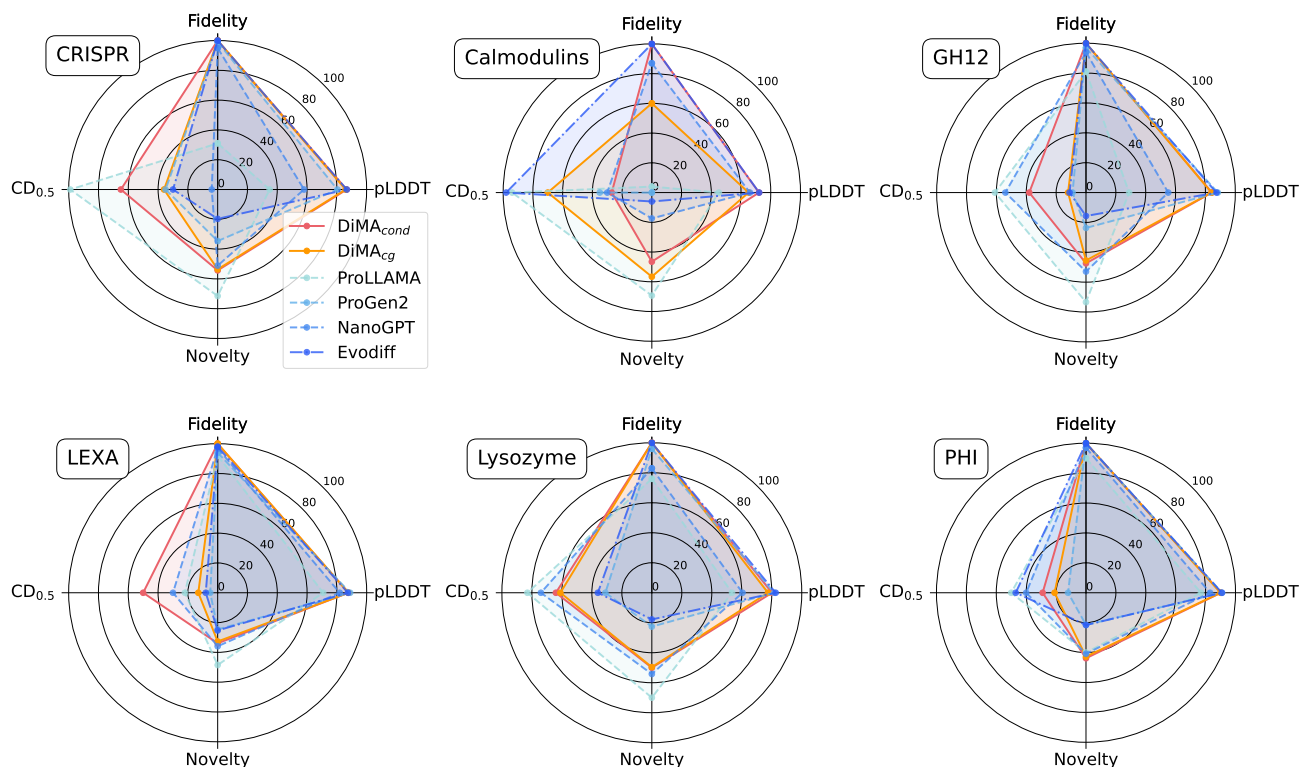 Fidelity
CRISPR
100
80
60
40
20
0
CD0.5
pLDDT
Novelty
DiMAcond
DiMAcg
ProLLAMA
ProGen2
NanoGPT
Evodiff
Fidelity
Calmodulins
100
80
60
40
20
0
CD0.5
pLDDT
Novelty
Fidelity
GH12
100
80
60
40
20
0
CD0.5
pLDDT
Novelty
Fidelity
LEXA
100
80
60
40
20
0
CD0.5
pLDDT
Novelty
Fidelity
Lysozyme
100
80
60
40
20
0
CD0.5
pLDDT
Novelty
Fidelity
PHI
100
80
60
40
20
0
CD0.5
pLDDT
Novelty